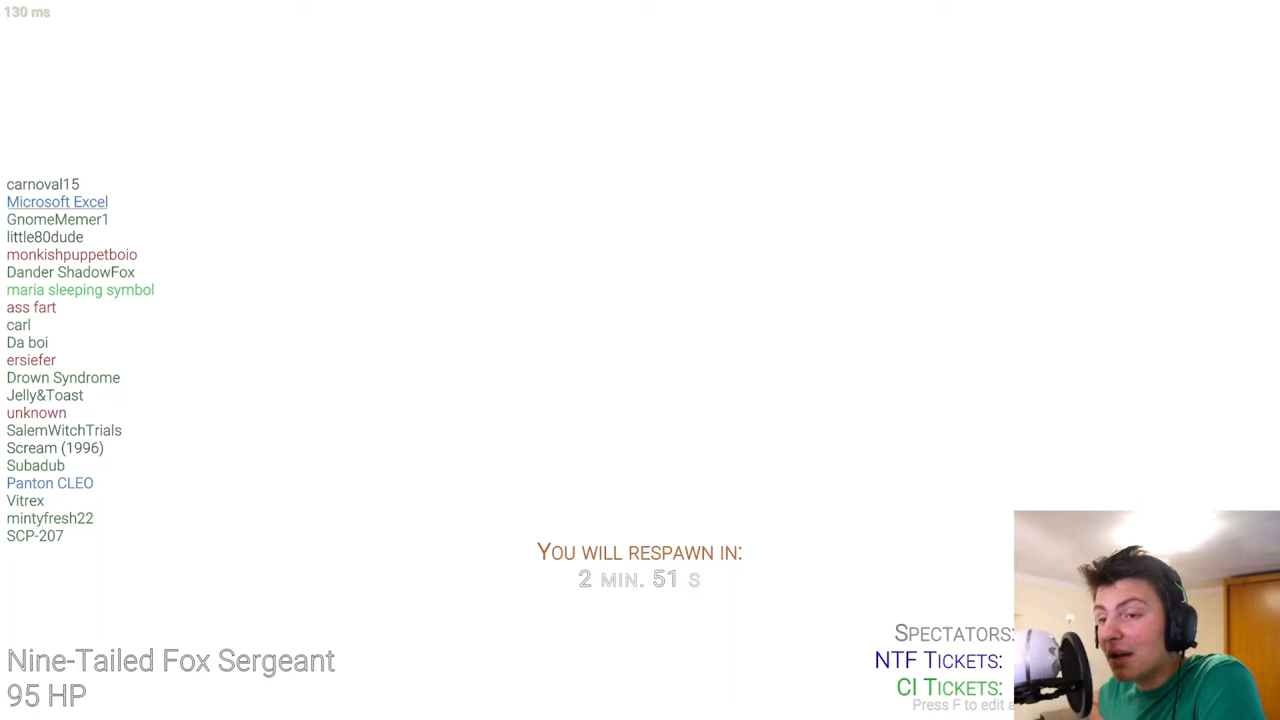 130 ms
carnoval15
Microsoft Excel
GnomeMemer1
little80dude
monkishpuppetboio
Dander ShadowFox
maria sleeping symbol
ass fart
carl
Da boi
ersiefer
Drown Syndrome
Jelly&Toast
unknown
SalemWitchTrials
Scream (1996)
Subadub
Panton CLEO
Vitrex
mintyfresh22
SCP-207
YOU WILL RESPAWN IN:
2 MIN. 51 S
SPECTATORS:
NTF TICKETS:
CI TICKETS:
Press F to edit a
Nine-Tailed Fox Sergeant
95 HP